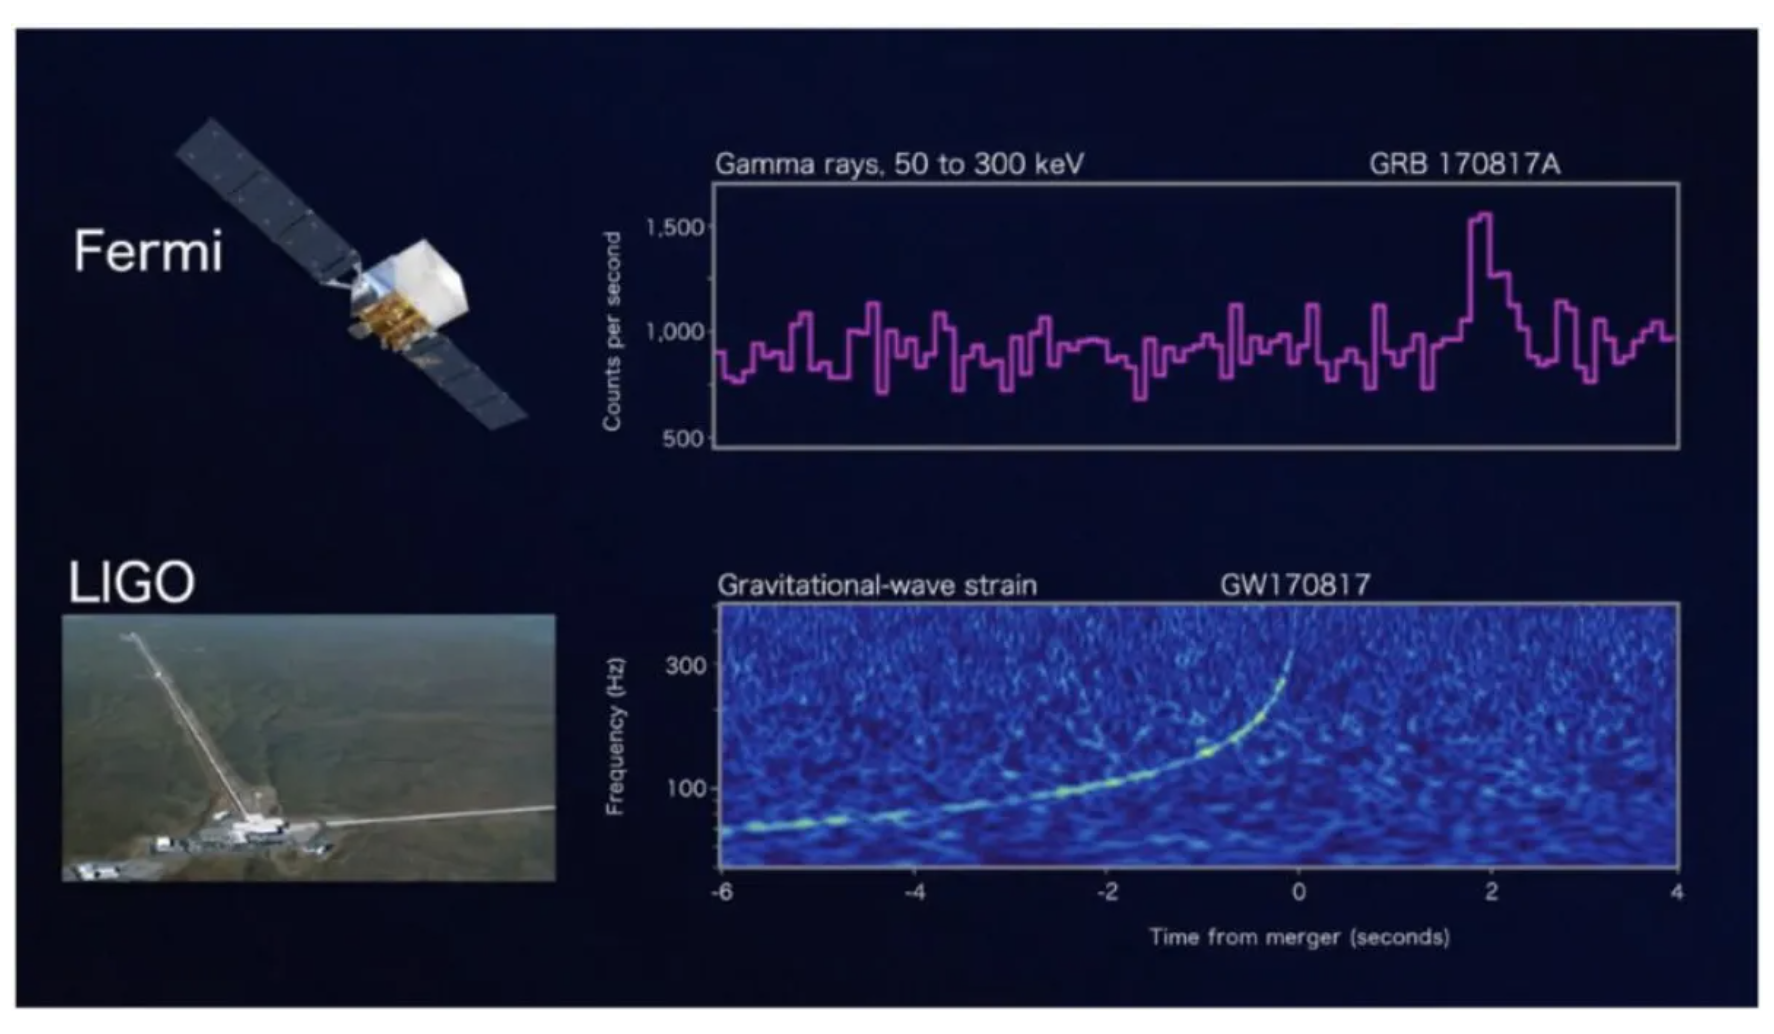 Fermi
Gamma rays, 50 to 300 keV
GRB 170817A
Counts per second
1,500
1,000
500
LIGO
Gravitational-wave strain
GW170817
Frequency (Hz)
300
100
-6 -4 -2 0 2 4
Time from merger (seconds)